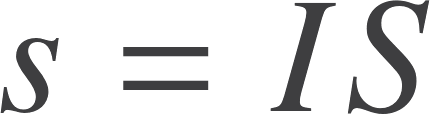 s = IS